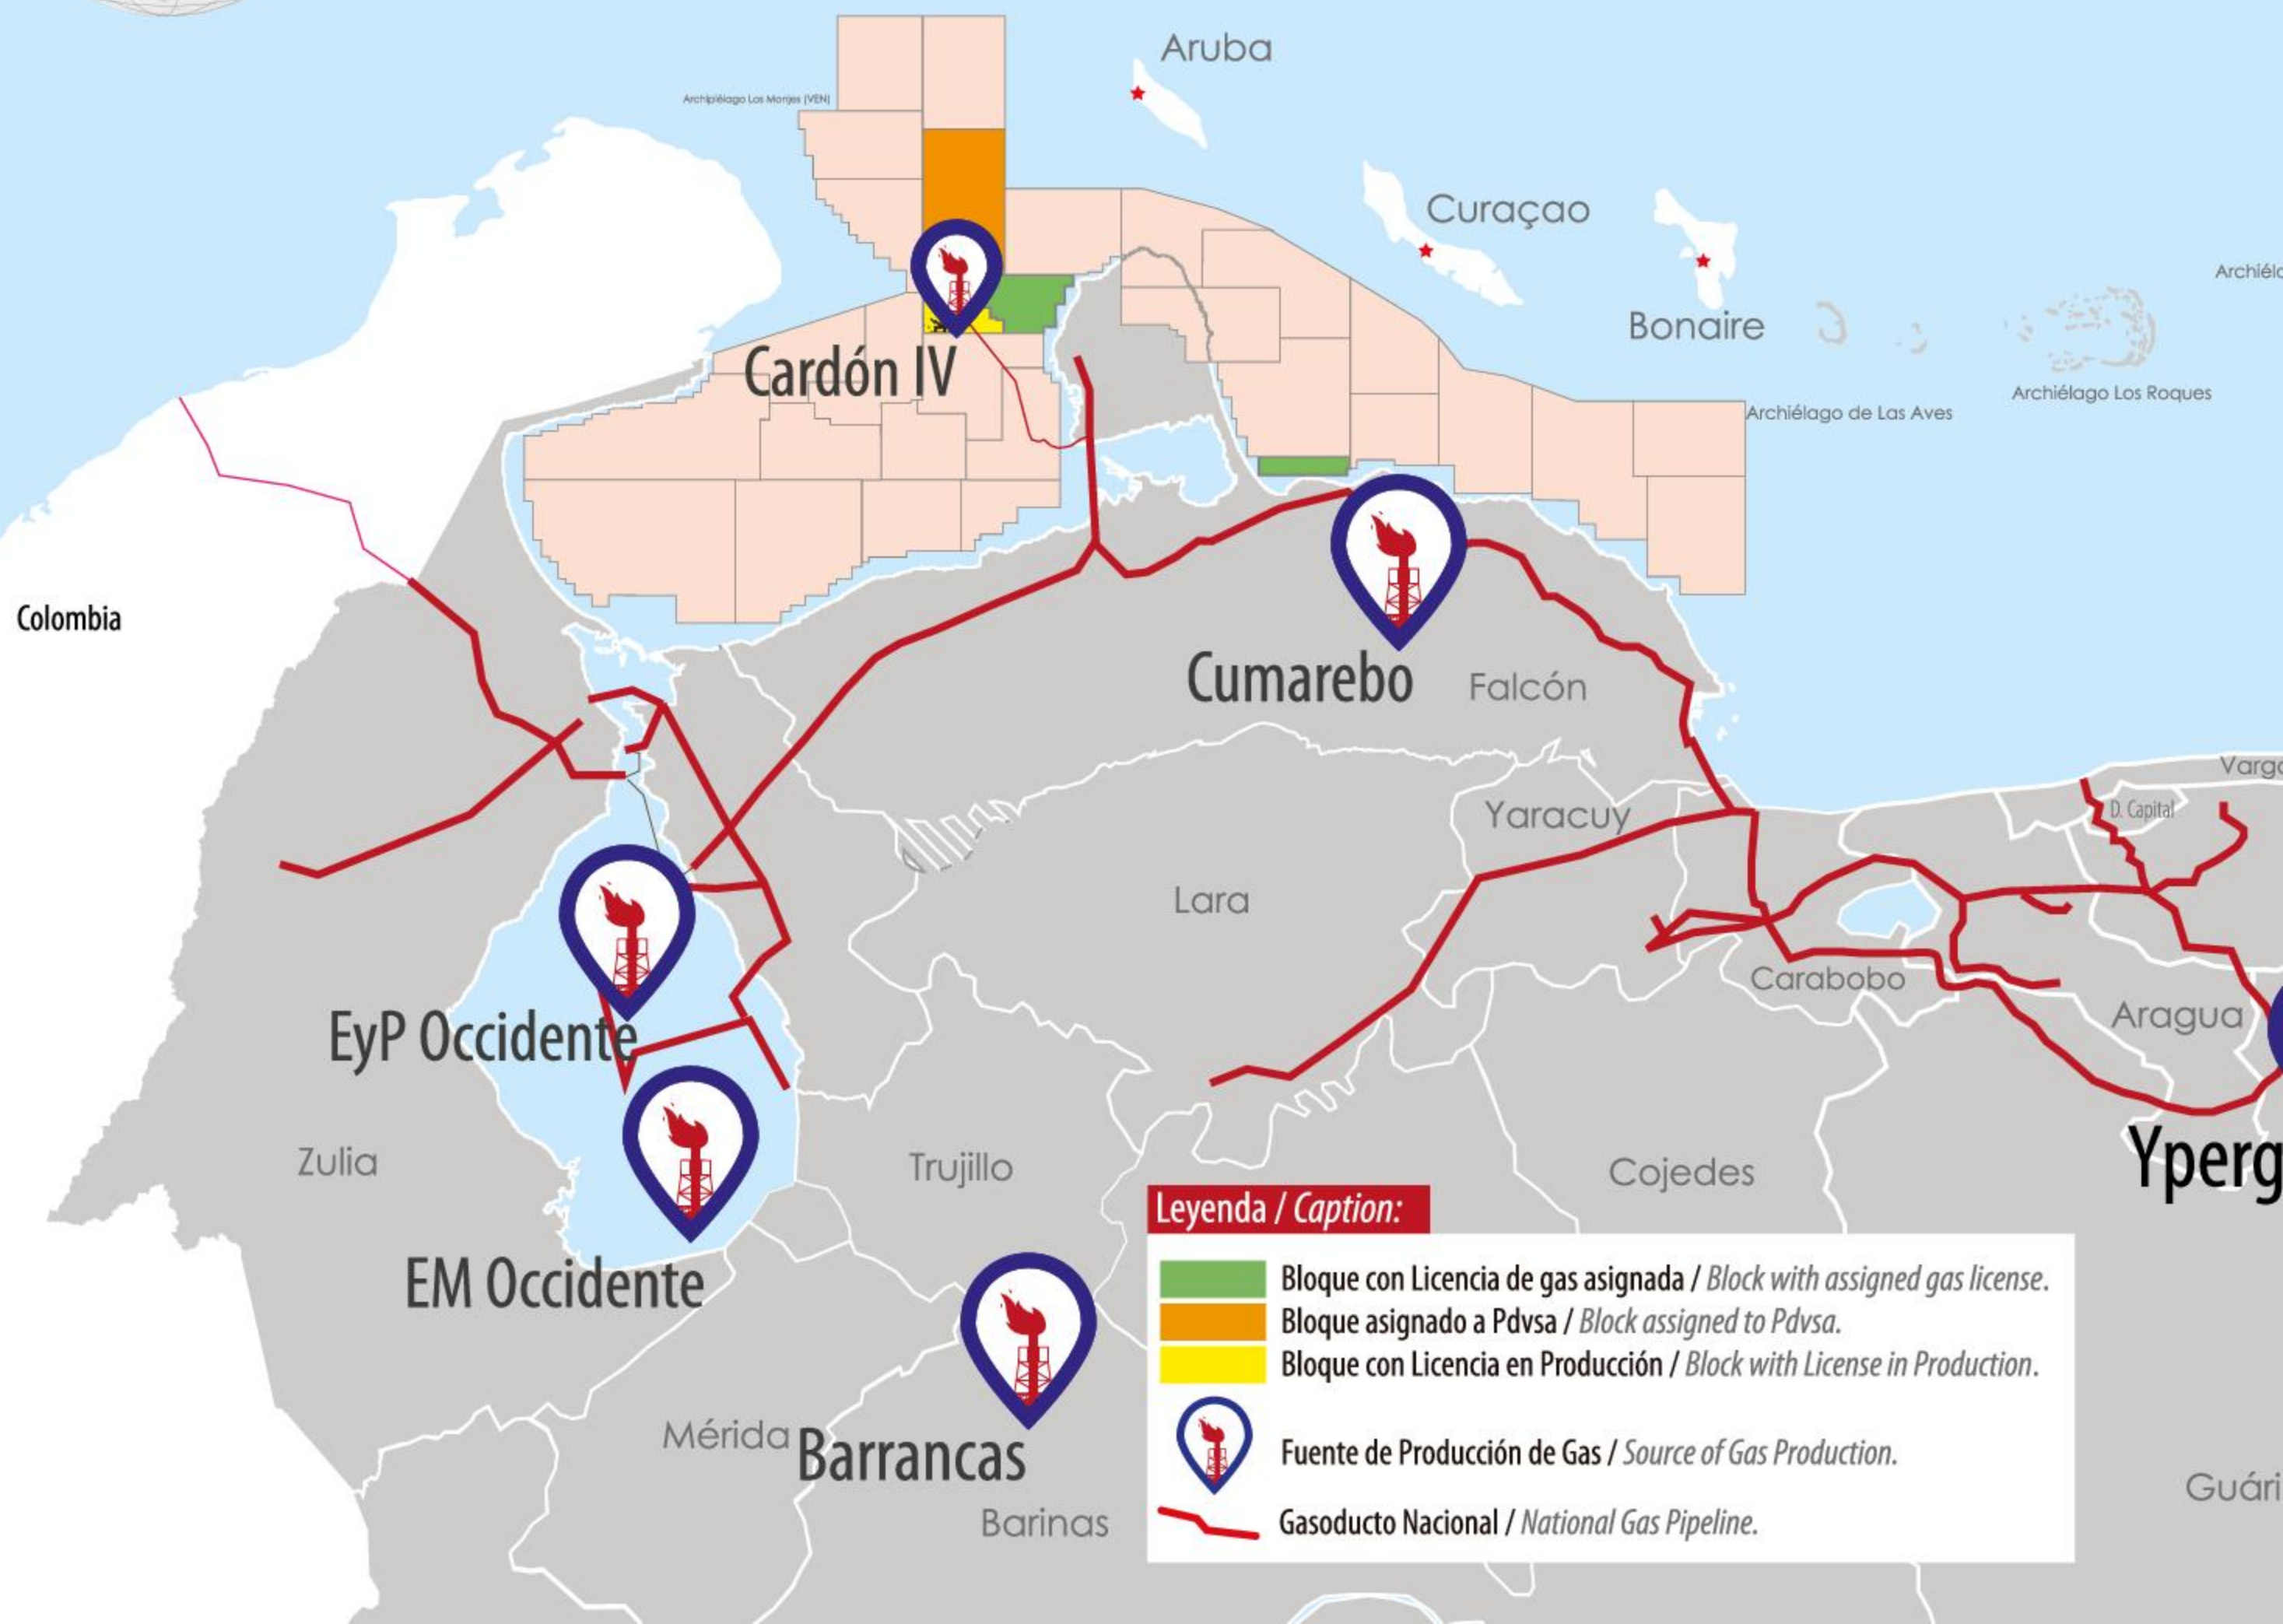 Aruba
Archipiélago Los Monjes (VEN)
Curaçao
Bonaire
Archiélago Los Roques
Archiélago de Las Aves
Cardón IV
Colombia
Cumarebo
Falcón
Yaracuy
D. Capital
Lara
Carabobo
Aragua
EyP Occidente
Zulia
Trujillo
Cojedes
EM Occidente
Mérida
Barrancas
Barinas
Yperg
Leyenda / Caption:
Bloque con Licencia de gas asignada / Block with assigned gas license.
Bloque asignado a Pdvsa / Block assigned to Pdvsa.
Bloque con Licencia en Producción / Block with License in Production.
Fuente de Producción de Gas / Source of Gas Production.
Gasoducto Nacional / National Gas Pipeline.
Guári